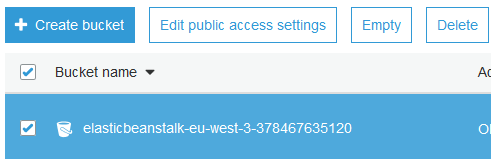 Create bucket Edit public access settings Empty Delete
Bucket name
elasticbeanstalk-eu-west-3-378467635120